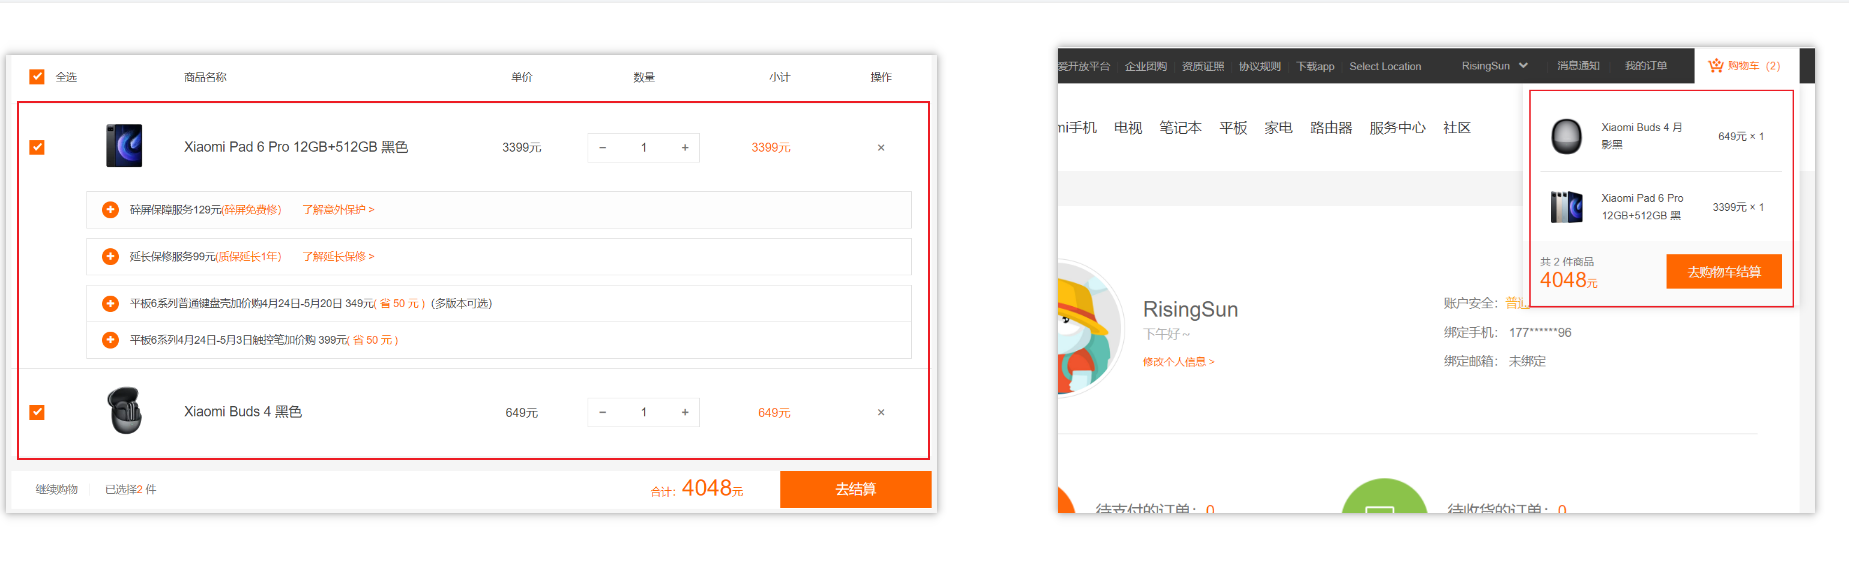 全选 商品名称 单价 数量 小计 操作
Xiaomi Pad 6 Pro 12GB+512GB 黑色 3399元 − 1 + 3399元 ×
碎屏保障服务129元(碎屏免费修) 了解意外保护 >
延长保修服务99元(质保延长1年) 了解延长保修 >
平板6系列普通键盘壳加价购4月24日-5月20日 349元( 省 50 元 ) (多版本可选)
平板6系列4月24日-5月3日触控笔加价购 399元( 省 50 元 )
Xiaomi Buds 4 黑色 649元 − 1 + 649元 ×
继续购物 已选择2 件 合计: 4048元 去结算
爱开放平台 企业团购 资质证照 协议规则 下载app Select Location RisingSun 消息通知 我的订单 购物车 (2)
mi手机 电视 笔记本 平板 家电 路由器 服务中心 社区
Xiaomi Buds 4 月
影黑
649元 × 1
Xiaomi Pad 6 Pro
12GB+512GB 黑
3399元 × 1
共 2 件商品
4048元
去购物车结算
RisingSun
下午好~
修改个人信息 >
账户安全: 普通
绑定手机: 177******96
绑定邮箱: 未绑定
待支付的订单: 0
待收货的订单: 0